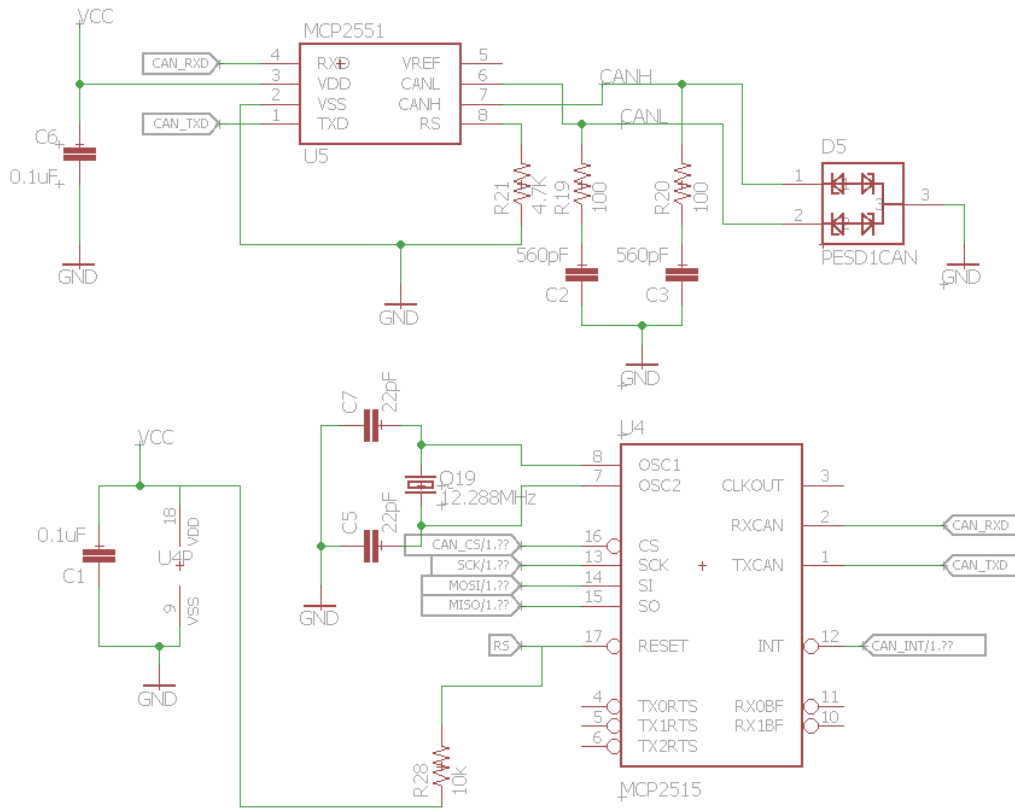 VCC
MCP2551
CAN_RXD
4
RXD
VREF
5
3
VDD
CANL
6
2
VSS
CANH
7
CAN_TXD
1
TXD
RS
8
U5
C6
0.1uF
GND
CANH
CANL
R21
4.7K
R19
100
R20
100
D5
1
2
1
2
3
3
PESD1CAN
GND
560pF
C2
560pF
C3
GND
GND
C7
22pF
Q19
12.288MHz
C5
22pF
GND
VCC
0.1uF
C1
18
VDD
U4P
9
VSS
GND
U4
8
OSC1
7
OSC2
CLKOUT
3
RXCAN
2
CAN_RXD
CAN_CS/1.??
16
CS
SCK/1.??
13
SCK
TXCAN
1
CAN_TXD
MOSI/1.??
14
SI
MISO/1.??
15
SO
RS
17
RESET
INT
12
CAN_INT/1.??
4
TX0RTS
RX0BF
11
5
TX1RTS
RX1BF
10
6
TX2RTS
R28
10k
MCP2515